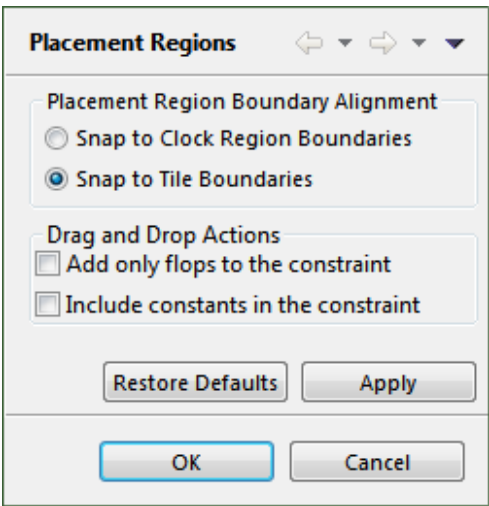 Placement Regions
Placement Region Boundary Alignment
Snap to Clock Region Boundaries
Snap to Tile Boundaries
Drag and Drop Actions
Add only flops to the constraint
Include constants in the constraint
Restore Defaults
Apply
OK
Cancel